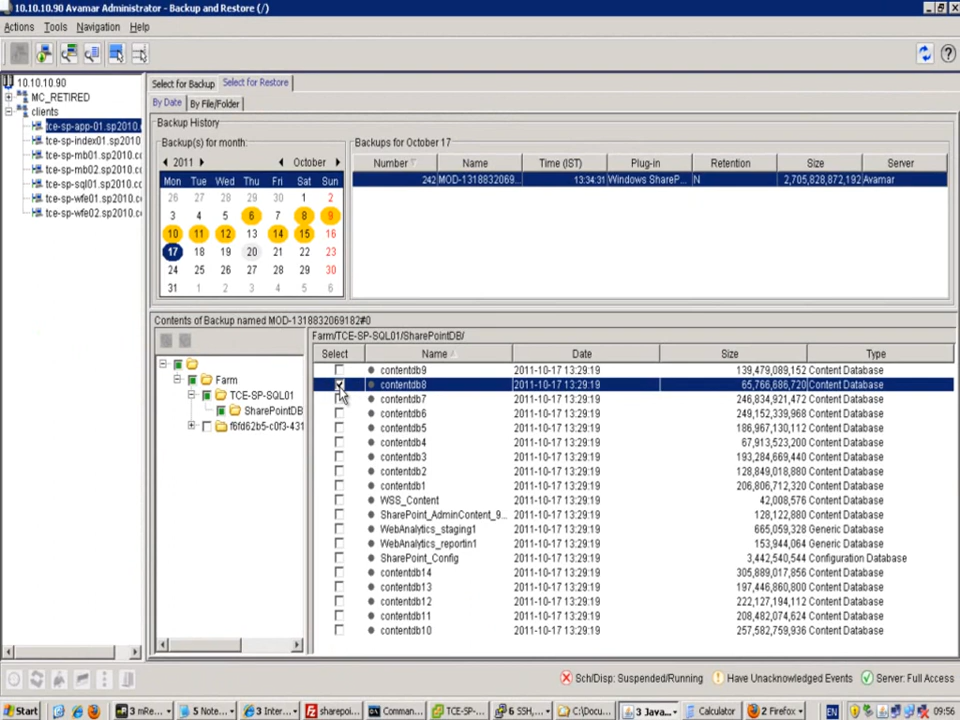 10.10.10.90 Avamar Administrator - Backup and Restore (/)
Actions Tools Navigation Help
10.10.10.90
MC_RETIRED
clients
tce-sp-app-01.sp2010.
tce-sp-index01.sp2010.
tce-sp-mb01.sp2010.cc
tce-sp-mb02.sp2010.cc
tce-sp-sql01.sp2010.cc
tce-sp-wfe01.sp2010.c
tce-sp-wfe02.sp2010.c
Select for Backup Select for Restore
By Date By File/Folder
Backup History
Backup(s) for month:
2011 October
Mon Tue Wed Thu Fri Sat Sun
26 27 28 29 30 1 2
3 4 5 6 7 8 9
10 11 12 13 14 15 16
17 18 19 20 21 22 23
24 25 26 27 28 29 30
31 1 2 3 4 5 6
Backups for October 17
Number Name Time (IST) Plug-in Retention Size Server
242 MOD-1318832069... 13:34:31 Windows ShareP... N 2,705,828,872,192 Avamar
Contents of Backup named MOD-1318832069182#0
Farm
TCE-SP-SQL01
SharePointDB
f6fd62b5-c0f3-431
Farm/TCE-SP-SQL01/SharePointDB/
Select Name Date Size Type
contentdb9 2011-10-17 13:29:19 139,479,089,152 Content Database
contentdb8 2011-10-17 13:29:19 65,766,686,720 Content Database
contentdb7 2011-10-17 13:29:19 246,834,921,472 Content Database
contentdb6 2011-10-17 13:29:19 249,152,339,968 Content Database
contentdb5 2011-10-17 13:29:19 186,967,130,112 Content Database
contentdb4 2011-10-17 13:29:19 67,913,523,200 Content Database
contentdb3 2011-10-17 13:29:19 193,284,669,440 Content Database
contentdb2 2011-10-17 13:29:19 128,849,018,880 Content Database
contentdb1 2011-10-17 13:29:19 206,806,712,320 Content Database
WSS_Content 2011-10-17 13:29:19 42,008,576 Content Database
SharePoint_AdminContent_9... 2011-10-17 13:29:19 128,122,880 Content Database
WebAnalytics_staging1 2011-10-17 13:29:19 665,059,328 Generic Database
WebAnalytics_reportin1 2011-10-17 13:29:19 153,944,064 Generic Database
SharePoint_Config 2011-10-17 13:29:19 3,442,540,544 Configuration Database
contentdb14 2011-10-17 13:29:19 305,889,017,856 Content Database
contentdb13 2011-10-17 13:29:19 197,446,860,800 Content Database
contentdb12 2011-10-17 13:29:19 222,127,194,112 Content Database
contentdb11 2011-10-17 13:29:19 208,482,074,624 Content Database
contentdb10 2011-10-17 13:29:19 257,582,759,936 Content Database
Sch/Disp: Suspended/Running Have Unacknowledged Events Server: Full Access
Start 3 mRe... 5 Note... 3 Inter... sharepoi... Comman... TCE-SP-... 6 SSH,... C:\Docu... 3 Java... Calculator 2 Firefox EN 09:56